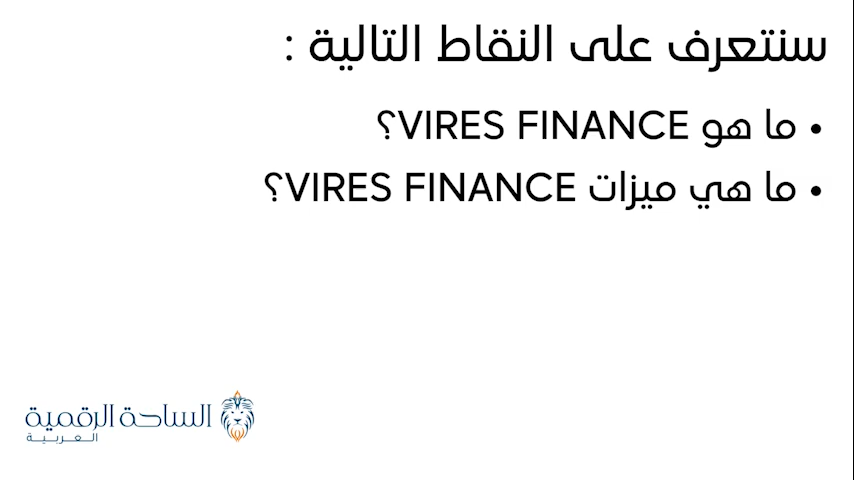 سنتعرف على النقاط التالية :
• ما هو VIRES FINANCE؟
• ما هي ميزات VIRES FINANCE؟
الساحة الرقمية
العربية